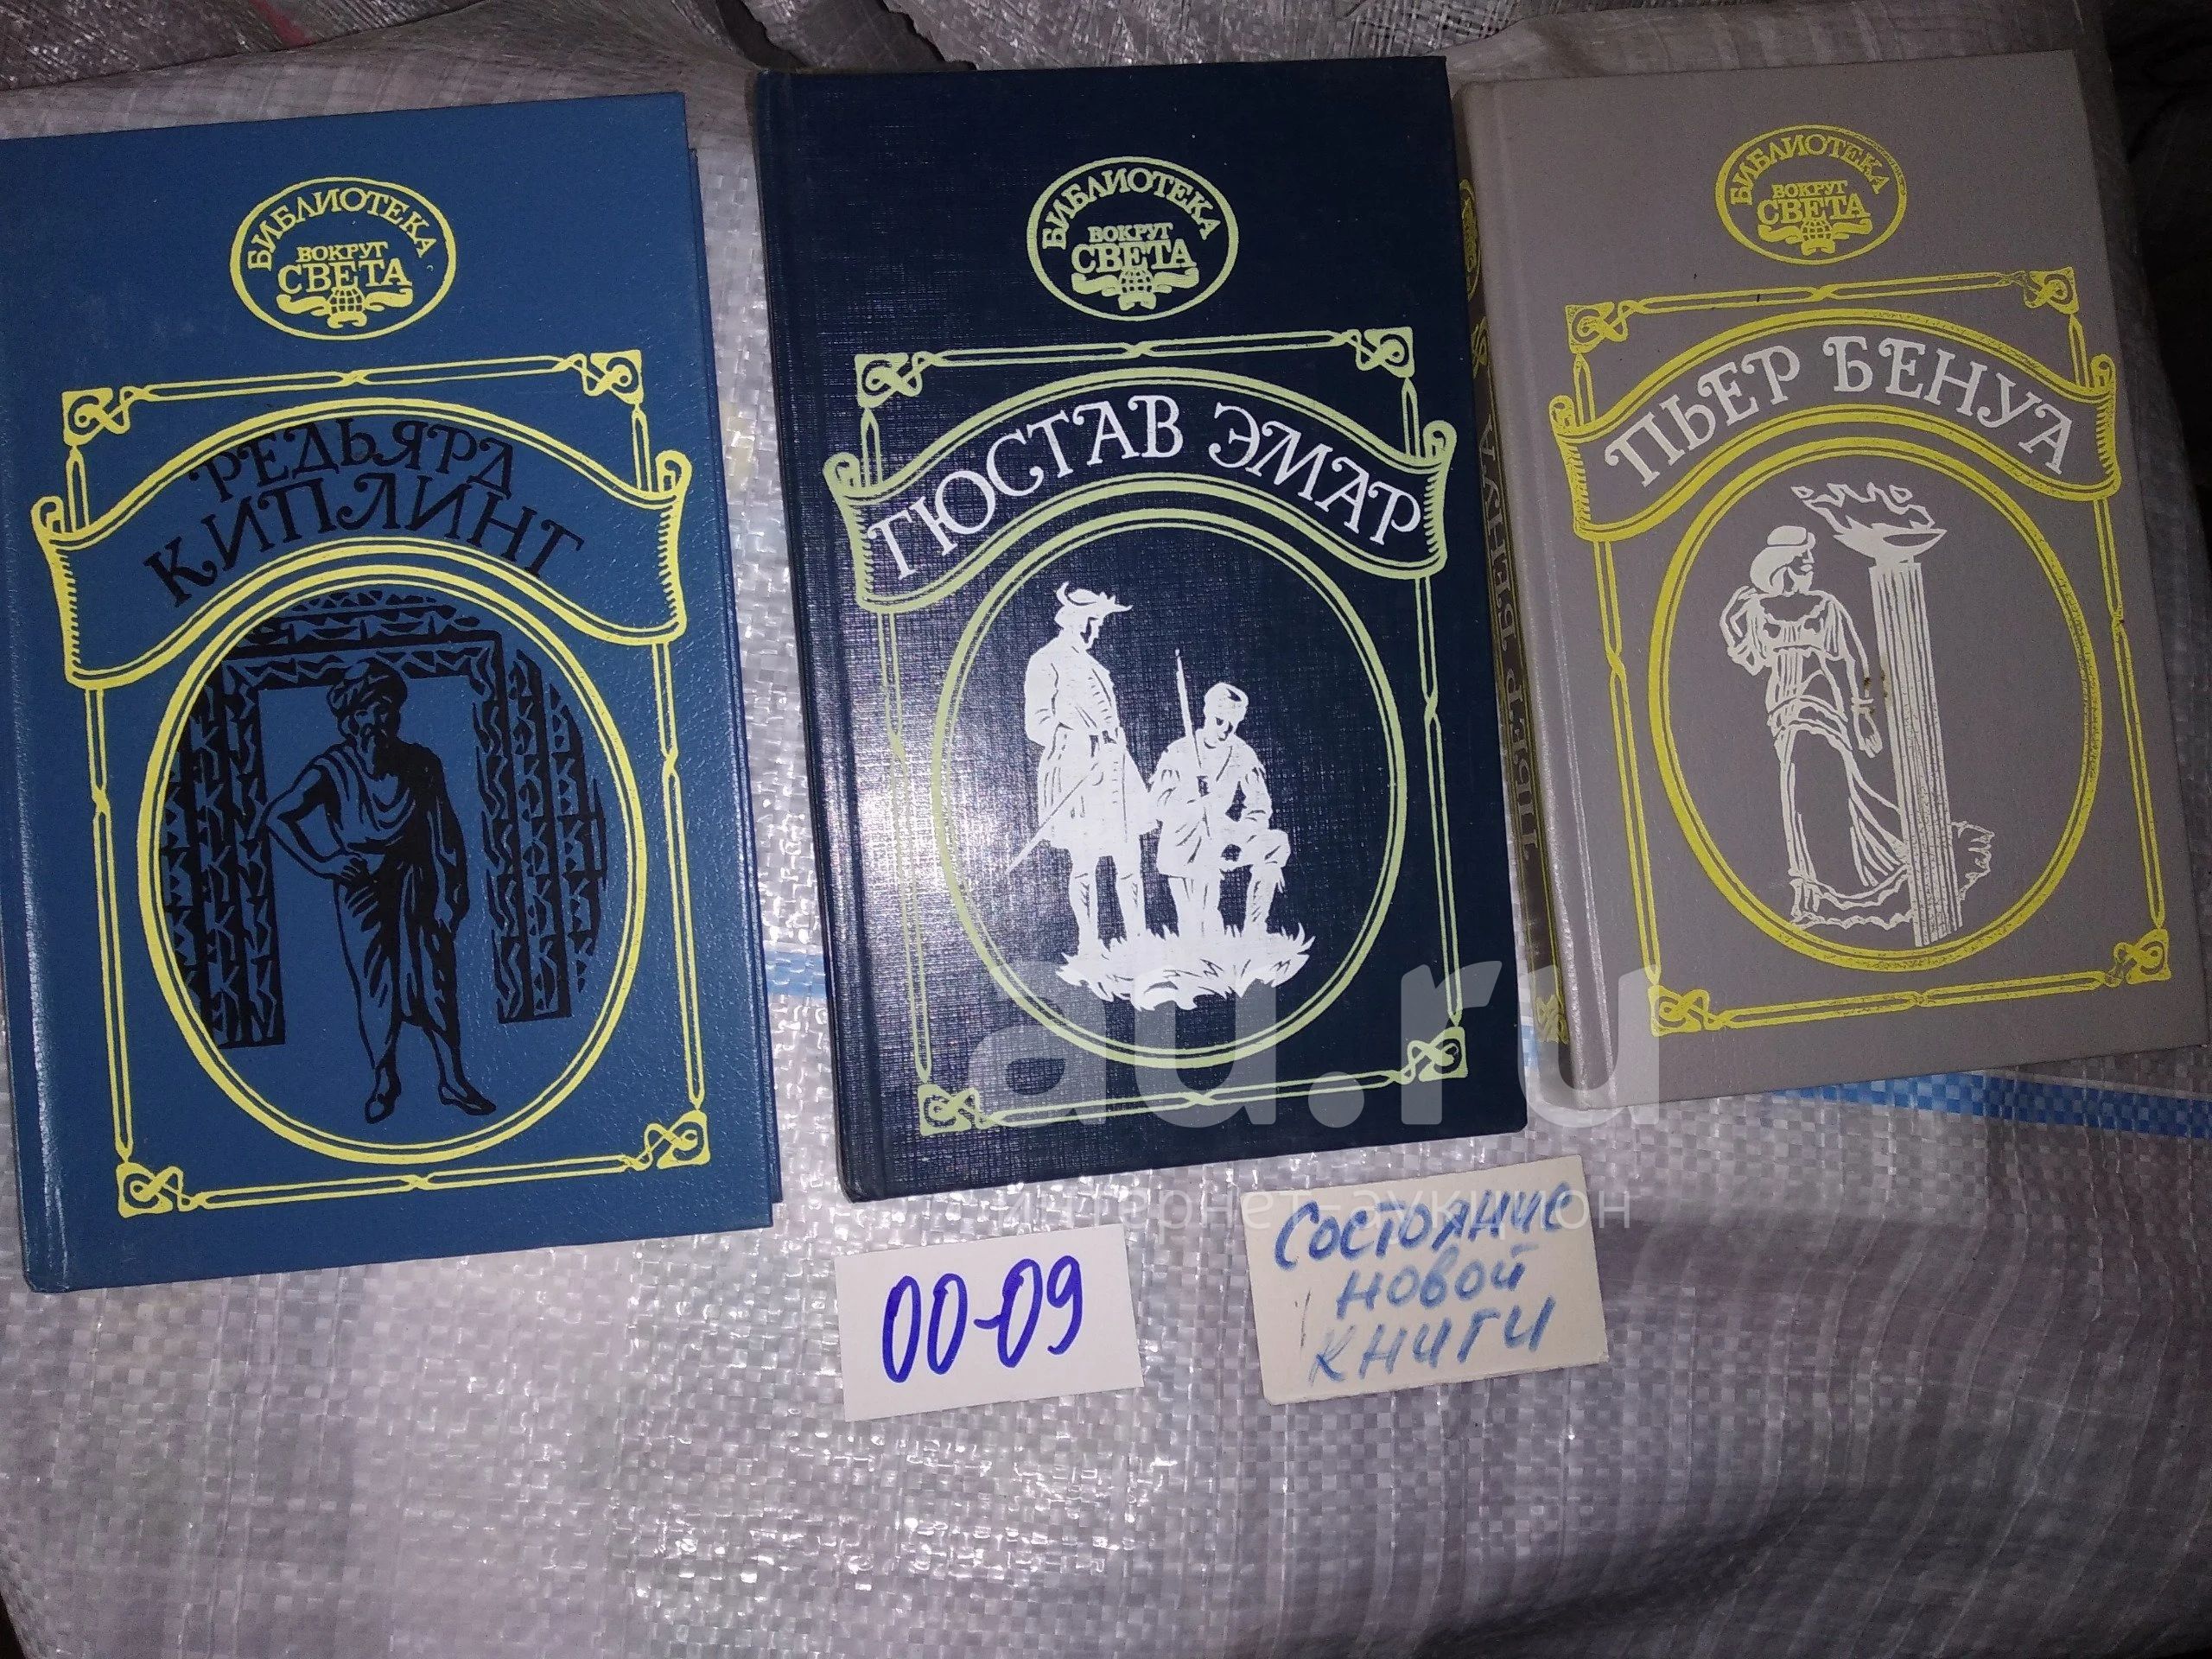 БИБЛИОТЕКА
ВОКРУГ
СВЕТА
РЕДЬЯРД
КИПЛИНГ
БИБЛИОТЕКА
ВОКРУГ
СВЕТА
ГЮСТАВ ЭМАР
БИБЛИОТЕКА
ВОКРУГ
СВЕТА
ПЬЕР БЕНУА
ПЬЕР БЕНУА
au.ru
интернет-аукцион
00-09
Состояние
новой
книги